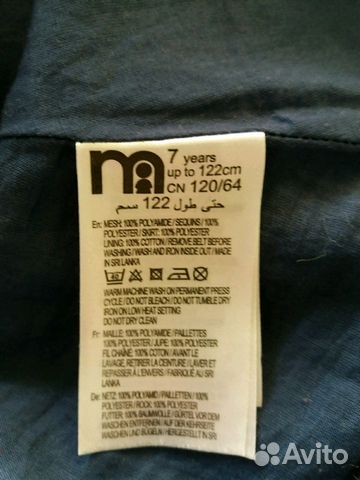 m
7 years
up to 122cm
CN 120/64
حتى طول 122 سم
En: MESH: 100% POLYAMIDE / SEQUINS / 100%
POLYESTER / SKIRT: 100% POLYESTER
LINING: 100% COTTON / REMOVE BELT BEFORE
WASHING / WASH AND IRON INSIDE OUT / MADE
IN SRI LANKA
40
WARM MACHINE WASH ON PERMANENT PRESS
CYCLE / DO NOT BLEACH / DO NOT TUMBLE DRY
IRON ON LOW HEAT SETTING
DO NOT DRY CLEAN
Fr: MAILLE: 100% POLYAMID / PAILLETTES
100% POLYESTER / JUPE: 100% POLYESTER
FIL CHAÎNE: 100% COTTON / AVANT LE
LAVAGE, RETIRER LA CEINTURE / LAVER ET
REPASSER À L'ENVERS / FABRIQUÉ AU SRI
LANKA
De: NETZ: 100% POLYAMID / PAILLETTEN / 100%
POLYESTER / ROCK: 100% POLYESTER
FUTTER: 100% BAUMWOLLE / GÜRTEL VOR DEM
WASCHEN ENTFERNEN / AUF DER KEHRSEITE
WASCHEN UND BÜGELN / HERGESTELLT IN SRI
Avito